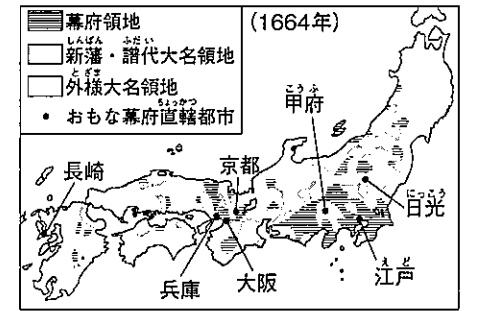 幕府領地
(1664年)
しんぱん ふだい
新藩・譜代大名領地
とざま
外様大名領地
ちょっかつ
おもな幕府直轄都市
こうふ
甲府
京都
長崎
にっこう
日光
えど
江戸
大阪
兵庫